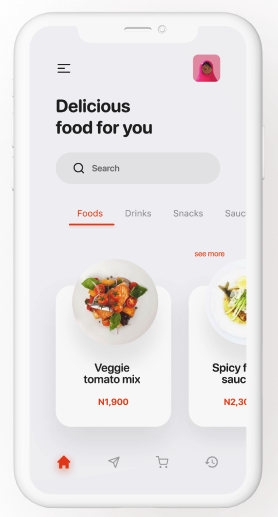 Delicious
food for you
Search
Foods Drinks Snacks Sauc
see more
Veggie
tomato mix
N1,900
Spicy f
sauc
N2,30